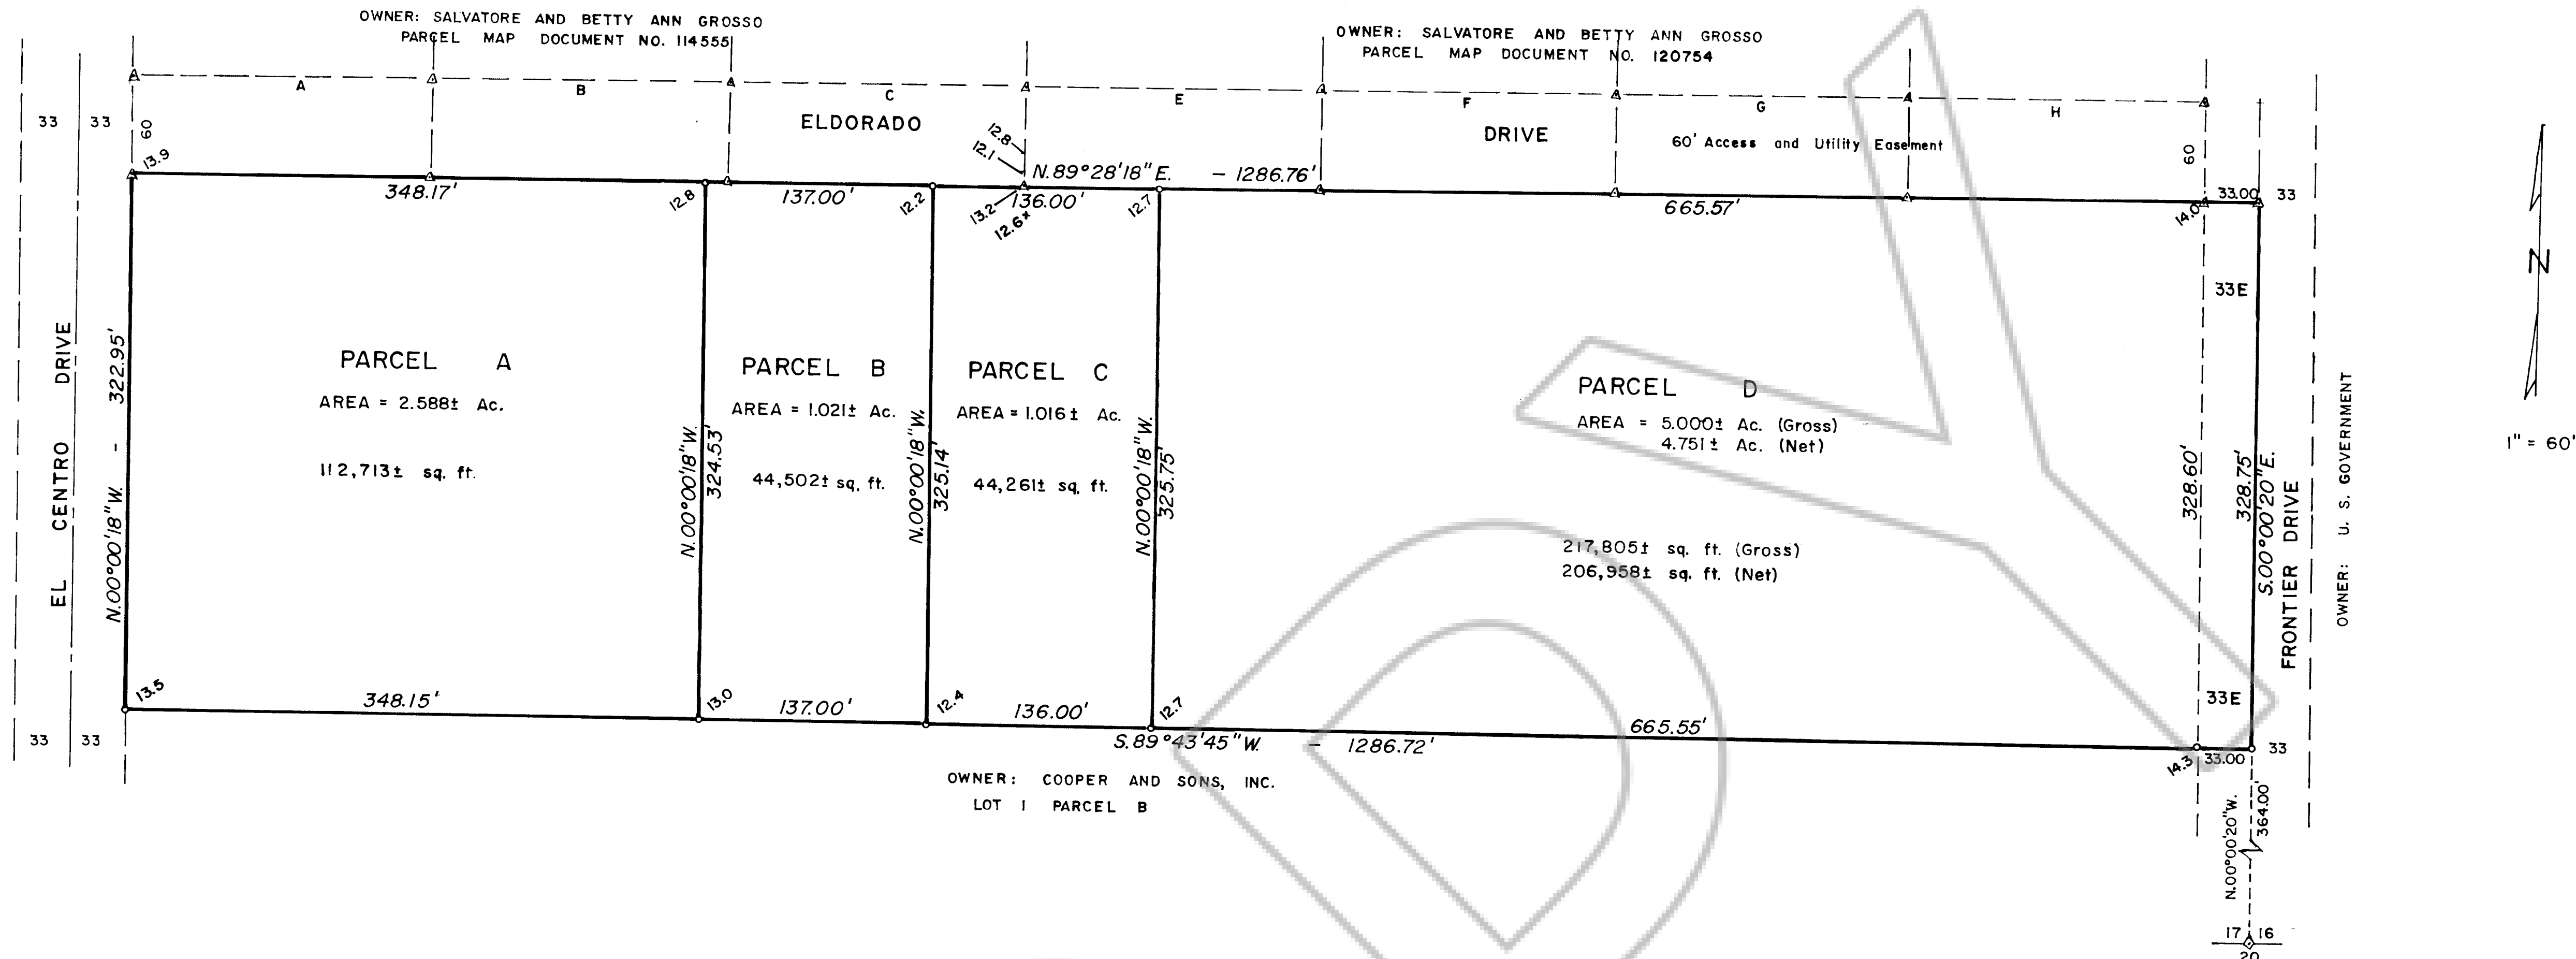 OWNER: SALVATORE AND BETTY ANN GROSSO
PARCEL MAP DOCUMENT NO. 114555
OWNER: SALVATORE AND BETTY ANN GROSSO
PARCEL MAP DOCUMENT NO. 120754
A
B
C
E
F
G
H
33
33
60
ELDORADO
DRIVE
60' Access and Utility Easement
60
13.9
12.8
12.1
N.89°28'18"E. - 1286.76'
348.17'
12.8
137.00'
12.2
13.2
12.6x
136.00'
12.7
665.57'
14.0
33.00
33
33E
N
1" = 60'
EL CENTRO DRIVE
N.00°00'18"W. - 322.95'
PARCEL A
AREA = 2.588± Ac.
112,713± sq. ft.
N.00°00'18"W.
324.53'
PARCEL B
AREA = 1.021± Ac.
44,502± sq. ft.
N.00°00'18"W.
325.14'
PARCEL C
AREA = 1.016± Ac.
44,261± sq. ft.
N.00°00'18"W.
325.75'
PARCEL D
AREA = 5.000± Ac. (Gross)
4.751± Ac. (Net)
217,805± sq. ft. (Gross)
206,958± sq. ft. (Net)
328.60'
328.75'
S.00°00'20"E.
FRONTIER DRIVE
OWNER: U. S. GOVERNMENT
33E
13.5
348.15'
13.0
137.00'
12.4
136.00'
12.7
665.55'
33
33
S.89°43'45"W. - 1286.72'
14.3
33.00
33
OWNER: COOPER AND SONS, INC.
LOT 1 PARCEL B
N.00°00'20"W.
364.00'
17 16
20